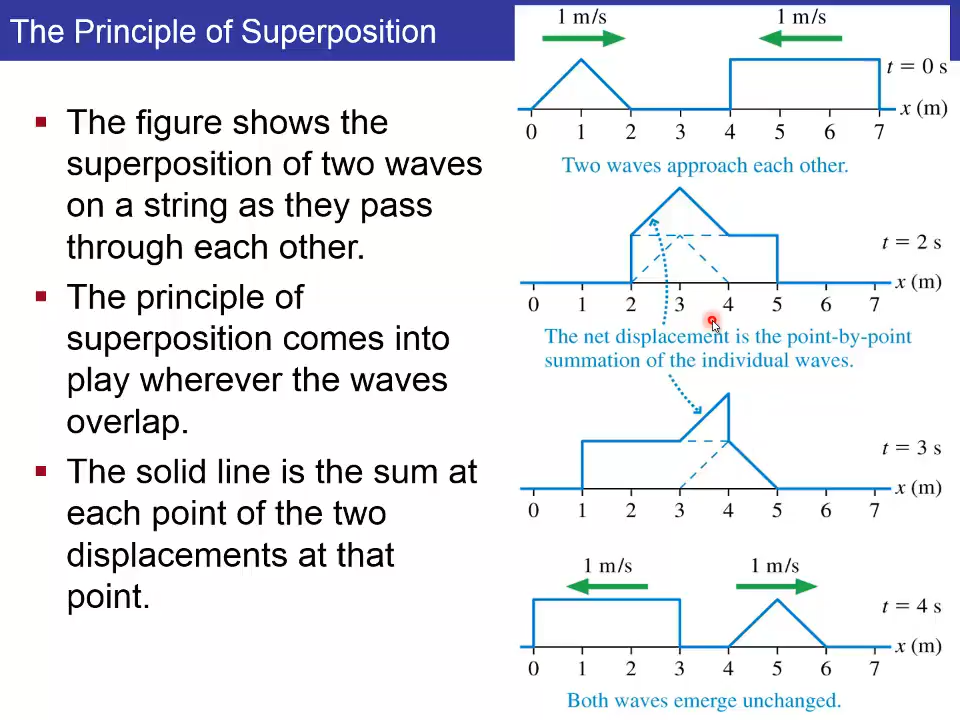 The Principle of Superposition
▪ The figure shows the
superposition of two waves
on a string as they pass
through each other.
▪ The principle of
superposition comes into
play wherever the waves
overlap.
▪ The solid line is the sum at
each point of the two
displacements at that
point.
1 m/s 1 m/s
t = 0 s
x (m)
0 1 2 3 4 5 6 7
Two waves approach each other.
t = 2 s
x (m)
0 1 2 3 4 5 6 7
The net displacement is the point-by-point
summation of the individual waves.
t = 3 s
x (m)
0 1 2 3 4 5 6 7
1 m/s 1 m/s
t = 4 s
x (m)
0 1 2 3 4 5 6 7
Both waves emerge unchanged.